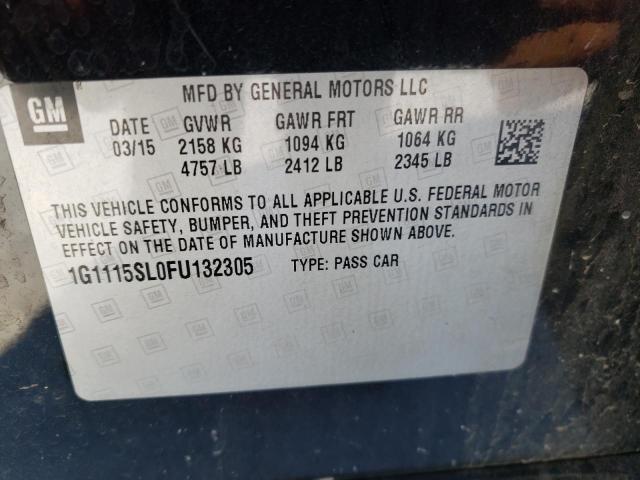 GM
MFD BY GENERAL MOTORS LLC
DATE GVWR GAWR FRT GAWR RR
03/15 2158 KG 1094 KG 1064 KG
4757 LB 2412 LB 2345 LB
THIS VEHICLE CONFORMS TO ALL APPLICABLE U.S. FEDERAL MOTOR
VEHICLE SAFETY, BUMPER, AND THEFT PREVENTION STANDARDS IN
EFFECT ON THE DATE OF MANUFACTURE SHOWN ABOVE.
1G1115SL0FU132305 TYPE: PASS CAR